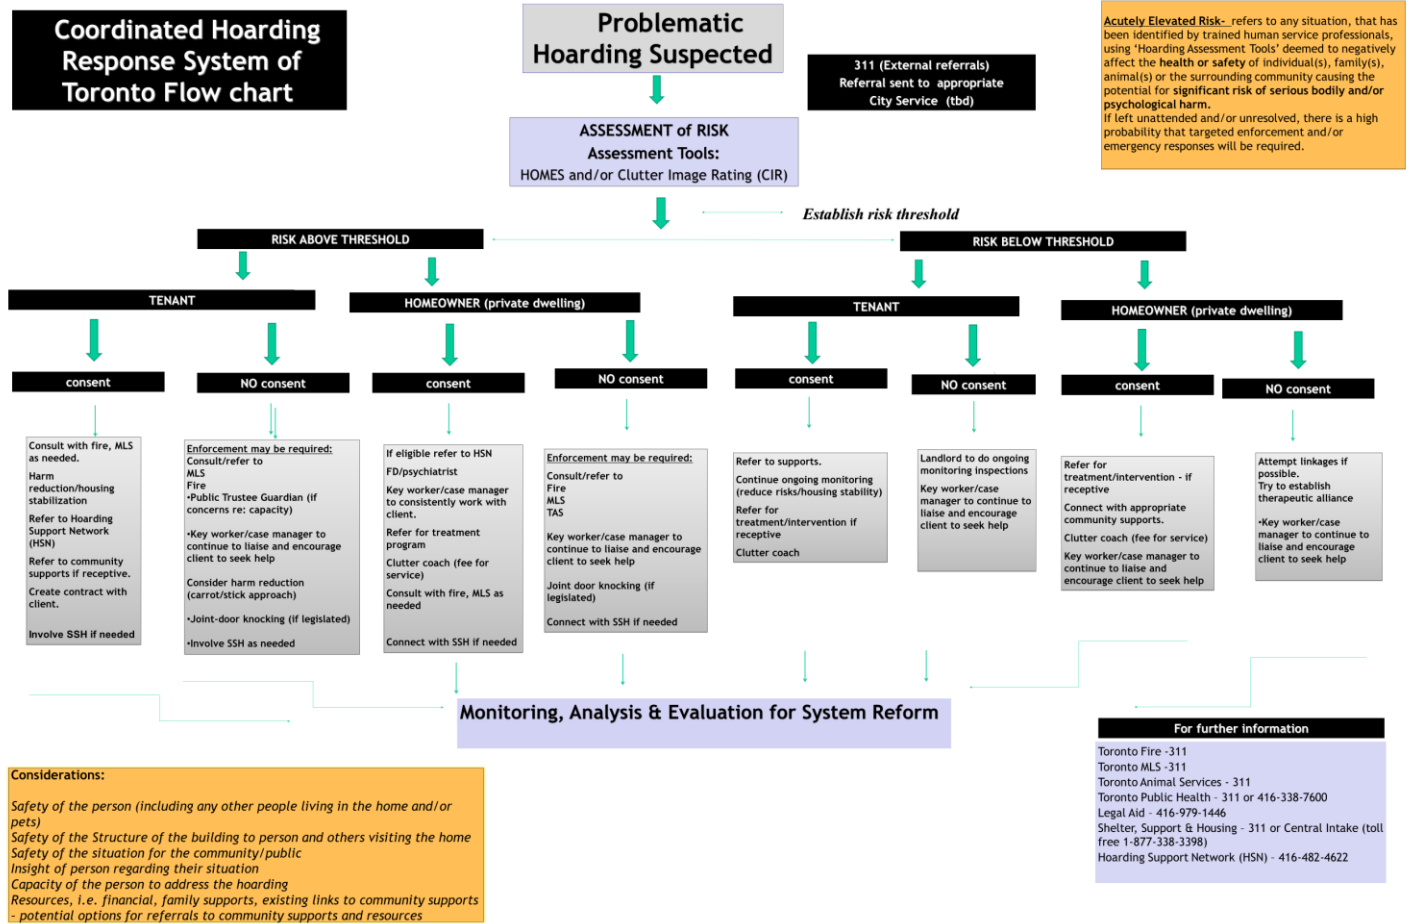 Coordinated Hoarding
Response System of
Toronto Flow chart
Problematic
Hoarding Suspected
311 (External referrals)
Referral sent to appropriate
City Service (tbd)
Acutely Elevated Risk- refers to any situation, that has
been identified by trained human service professionals,
using ‘Hoarding Assessment Tools’ deemed to negatively
affect the health or safety of individual(s), family(s),
animal(s) or the surrounding community causing the
potential for significant risk of serious bodily and/or
psychological harm.
If left unattended and/or unresolved, there is a high
probability that targeted enforcement and/or
emergency responses will be required.
ASSESSMENT of RISK
Assessment Tools:
HOMES and/or Clutter Image Rating (CIR)
Establish risk threshold
RISK ABOVE THRESHOLD
RISK BELOW THRESHOLD
TENANT
HOMEOWNER (private dwelling)
TENANT
HOMEOWNER (private dwelling)
consent
NO consent
consent
NO consent
consent
NO consent
consent
NO consent
Consult with fire, MLS
as needed.
Harm
reduction/housing
stabilization
Refer to Hoarding
Support Network
(HSN)
Refer to community
supports if receptive.
Create contract with
client.
Involve SSH if needed
Enforcement may be required:
Consult/refer to
MLS
Fire
•Public Trustee Guardian (if
concerns re: capacity)
•Key worker/case manager to
continue to liaise and encourage
client to seek help
Consider harm reduction
(carrot/stick approach)
•Joint-door knocking (if legislated)
•Involve SSH as needed
If eligible refer to HSN
FD/psychiatrist
Key worker/case manager
to consistently work with
client.
Refer for treatment
program
Clutter coach (fee for
service)
Consult with fire, MLS as
needed
Connect with SSH if needed
Enforcement may be required:
Consult/refer to
Fire
MLS
TAS
Key worker/case manager to
continue to liaise and encourage
client to seek help
Joint door knocking (if
legislated)
Connect with SSH if needed
Refer to supports.
Continue ongoing monitoring
(reduce risks/housing stability)
Refer for
treatment/intervention if
receptive
Clutter coach
Landlord to do ongoing
monitoring inspections
Key worker/case
manager to continue to
liaise and encourage
client to seek help
Refer for
treatment/intervention - if
receptive
Connect with appropriate
community supports.
Clutter coach (fee for service)
Key worker/case manager to
continue to liaise and
encourage client to seek help
Attempt linkages if
possible.
Try to establish
therapeutic alliance
•Key worker/case
manager to continue to
liaise and encourage
client to seek help
Monitoring, Analysis & Evaluation for System Reform
Considerations:
Safety of the person (including any other people living in the home and/or
pets)
Safety of the Structure of the building to person and others visiting the home
Safety of the situation for the community/public
Insight of person regarding their situation
Capacity of the person to address the hoarding
Resources, i.e. financial, family supports, existing links to community supports
- potential options for referrals to community supports and resources
For further information
Toronto Fire -311
Toronto MLS -311
Toronto Animal Services - 311
Toronto Public Health - 311 or 416-338-7600
Legal Aid - 416-979-1446
Shelter, Support & Housing - 311 or Central Intake (toll
free 1-877-338-3398)
Hoarding Support Network (HSN) - 416-482-4622